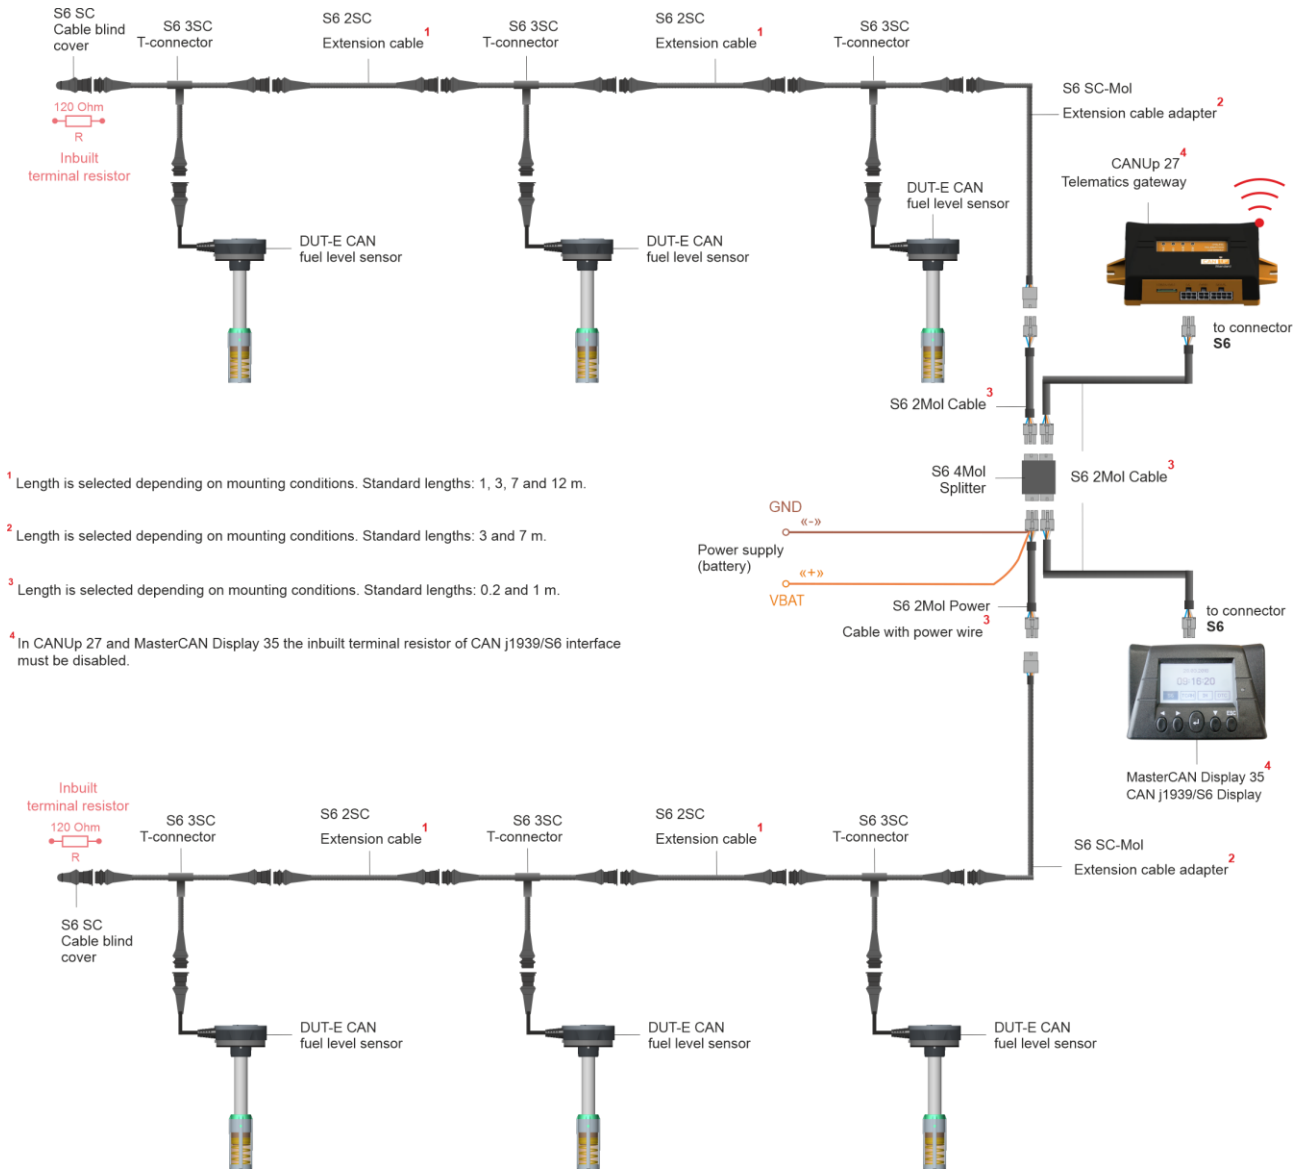 S6 SC
Cable blind
cover
S6 3SC
T-connector
S6 2SC
Extension cable 1
S6 3SC
T-connector
S6 2SC
Extension cable 1
S6 3SC
T-connector
120 Ohm
R
Inbuilt
terminal resistor
S6 SC-Mol
Extension cable adapter 2
CANUp 27 4
Telematics gateway
DUT-E CAN
fuel level sensor
DUT-E CAN
fuel level sensor
DUT-E CAN
fuel level sensor
to connector
S6
S6 2Mol Cable 3
S6 4Mol
Splitter
S6 2Mol Cable 3
1 Length is selected depending on mounting conditions. Standard lengths: 1, 3, 7 and 12 m.
2 Length is selected depending on mounting conditions. Standard lengths: 3 and 7 m.
3 Length is selected depending on mounting conditions. Standard lengths: 0.2 and 1 m.
4 In CANUp 27 and MasterCAN Display 35 the inbuilt terminal resistor of CAN j1939/S6 interface
must be disabled.
GND
«-»
Power supply
(battery)
«+»
VBAT
S6 2Mol Power
Cable with power wire 3
to connector
S6
09:16:20
ESC
MasterCAN Display 35 4
CAN j1939/S6 Display
Inbuilt
terminal resistor
120 Ohm
R
S6 3SC
T-connector
S6 2SC
Extension cable 1
S6 3SC
T-connector
S6 2SC
Extension cable 1
S6 3SC
T-connector
S6 SC-Mol
Extension cable adapter 2
S6 SC
Cable blind
cover
DUT-E CAN
fuel level sensor
DUT-E CAN
fuel level sensor
DUT-E CAN
fuel level sensor